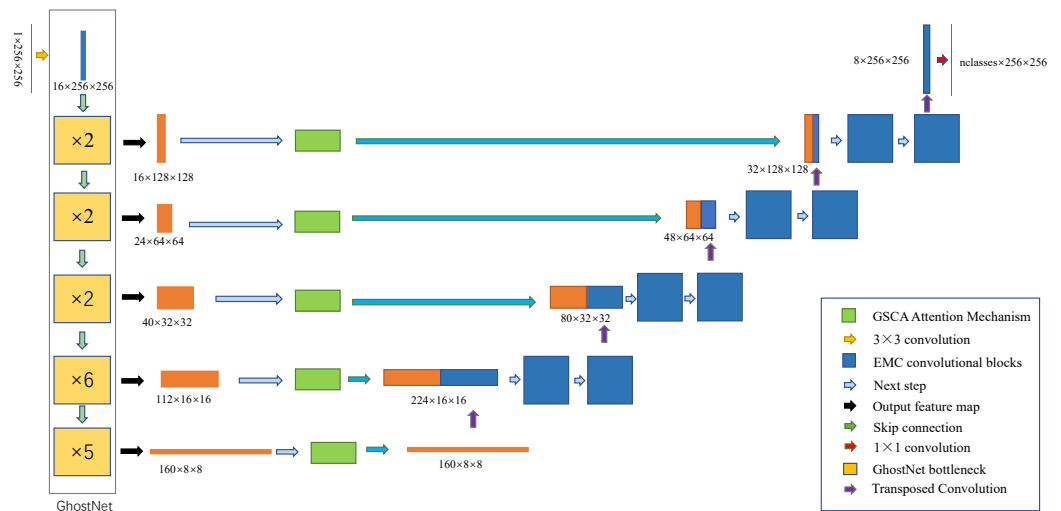 1×256×256
16×256×256
8×256×256
nclasses×256×256
×2
16×128×128
32×128×128
×2
24×64×64
48×64×64
×2
40×32×32
80×32×32
×6
112×16×16
224×16×16
×5
160×8×8
160×8×8
GhostNet
GSCA Attention Mechanism
3×3 convolution
EMC convolutional blocks
Next step
Output feature map
Skip connection
1×1 convolution
GhostNet bottleneck
Transposed Convolution